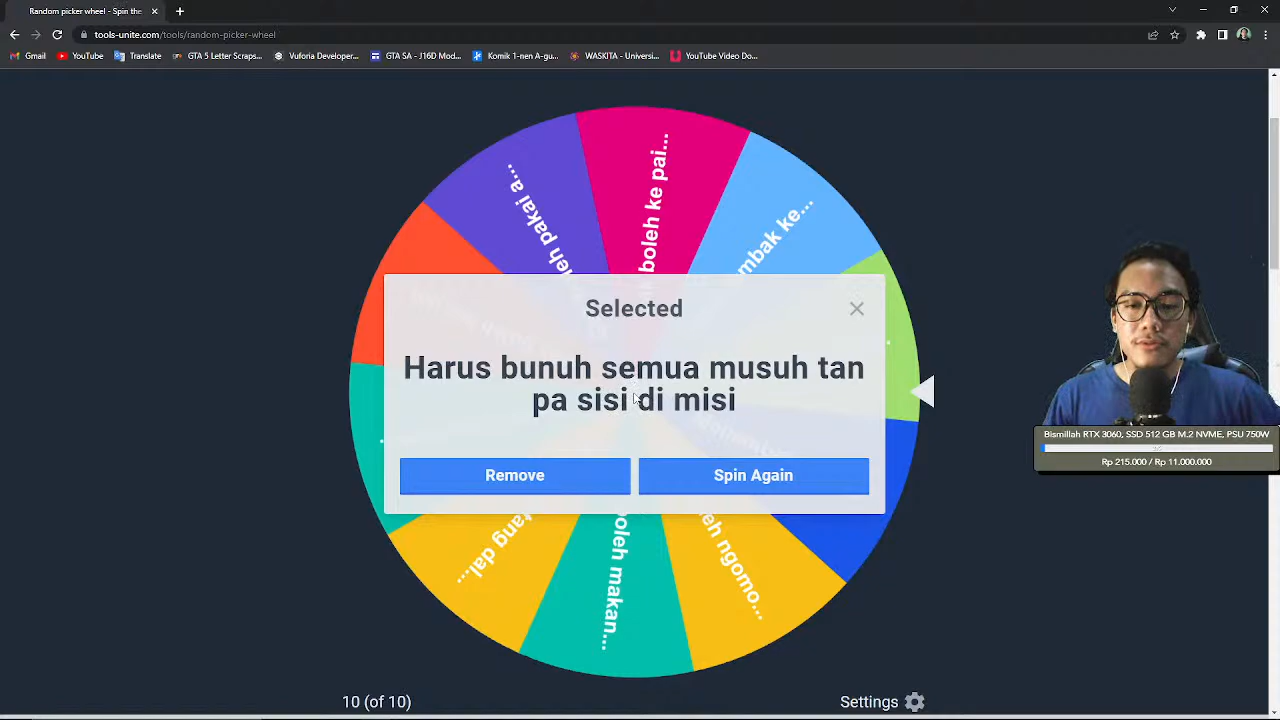 Random picker wheel - Spin the
tools-unite.com/tools/random-picker-wheel
Gmail
YouTube
Translate
GTA 5 Letter Scraps...
Vuforia Developer...
GTA SA - J16D Mod...
Komik 1-nen A-gu...
WASKITA - Universi...
YouTube Video Do...
leh pakai a...
boleh ke pai...
mbak ke...
Selected
Harus bunuh semua musuh tan
pa sisi di misi
Remove
Spin Again
tang dal...
boleh makan...
leh ngomo...
Bismillah RTX 3060, SSD 512 GB M.2 NVME, PSU 750W
Rp 215.000 / Rp 11.000.000
10 (of 10)
Settings